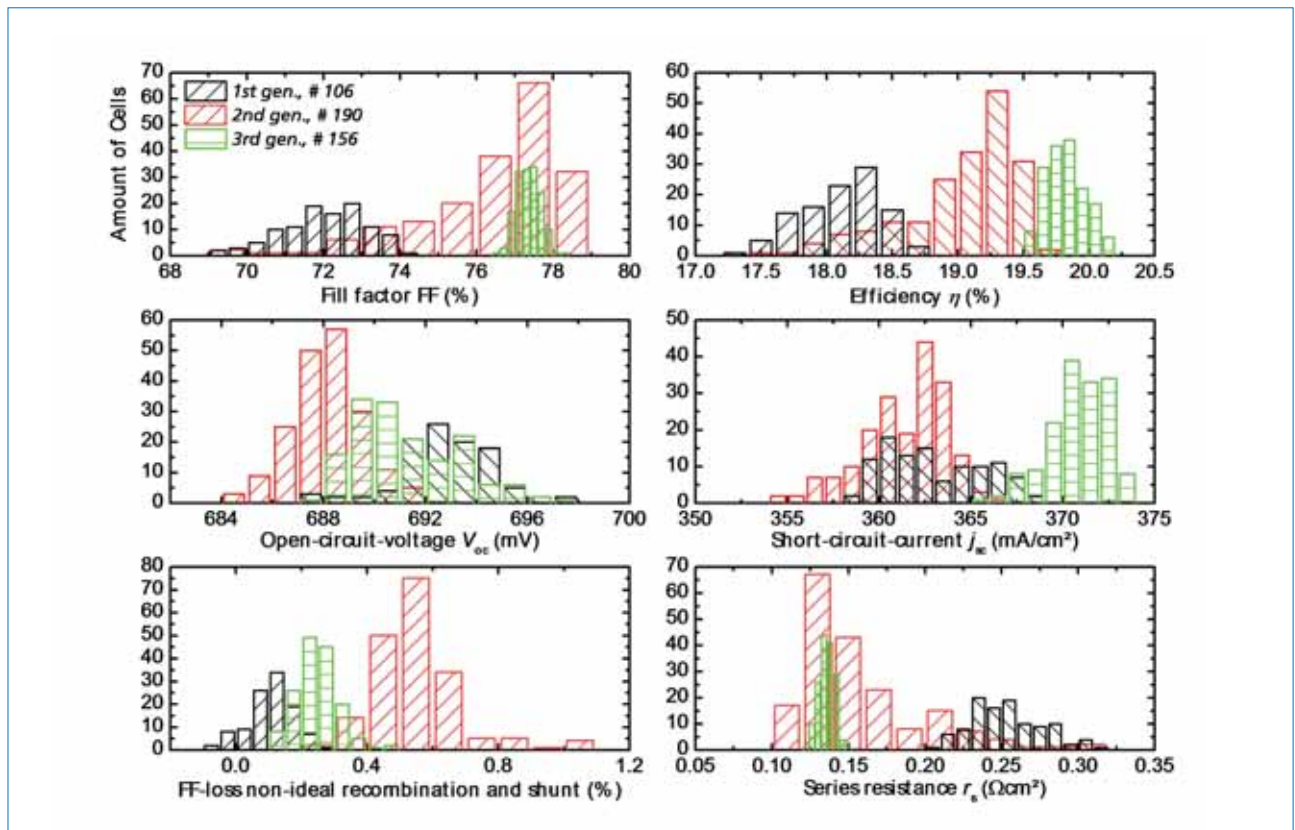 70
60
50
40
30
20
10
0
Amount of Cells
1st gen., # 106
2nd gen., # 190
3rd gen., # 156
68 70 72 74 76 78 80
Fill factor FF (%)
70
60
50
40
30
20
10
0
17.0 17.5 18.0 18.5 19.0 19.5 20.0 20.5
Efficiency η (%)
60
50
40
30
20
10
0
684 688 692 696 700
Open-circuit-voltage Voc (mV)
50
40
30
20
10
0
350 355 360 365 370 375
Short-circuit-current jsc (mA/cm²)
80
70
60
50
40
30
20
10
0
0.0 0.4 0.8 1.2
FF-loss non-ideal recombination and shunt (%)
70
60
50
40
30
20
10
0
0.05 0.10 0.15 0.20 0.25 0.30 0.35
Series resistance rs (Ωcm²)